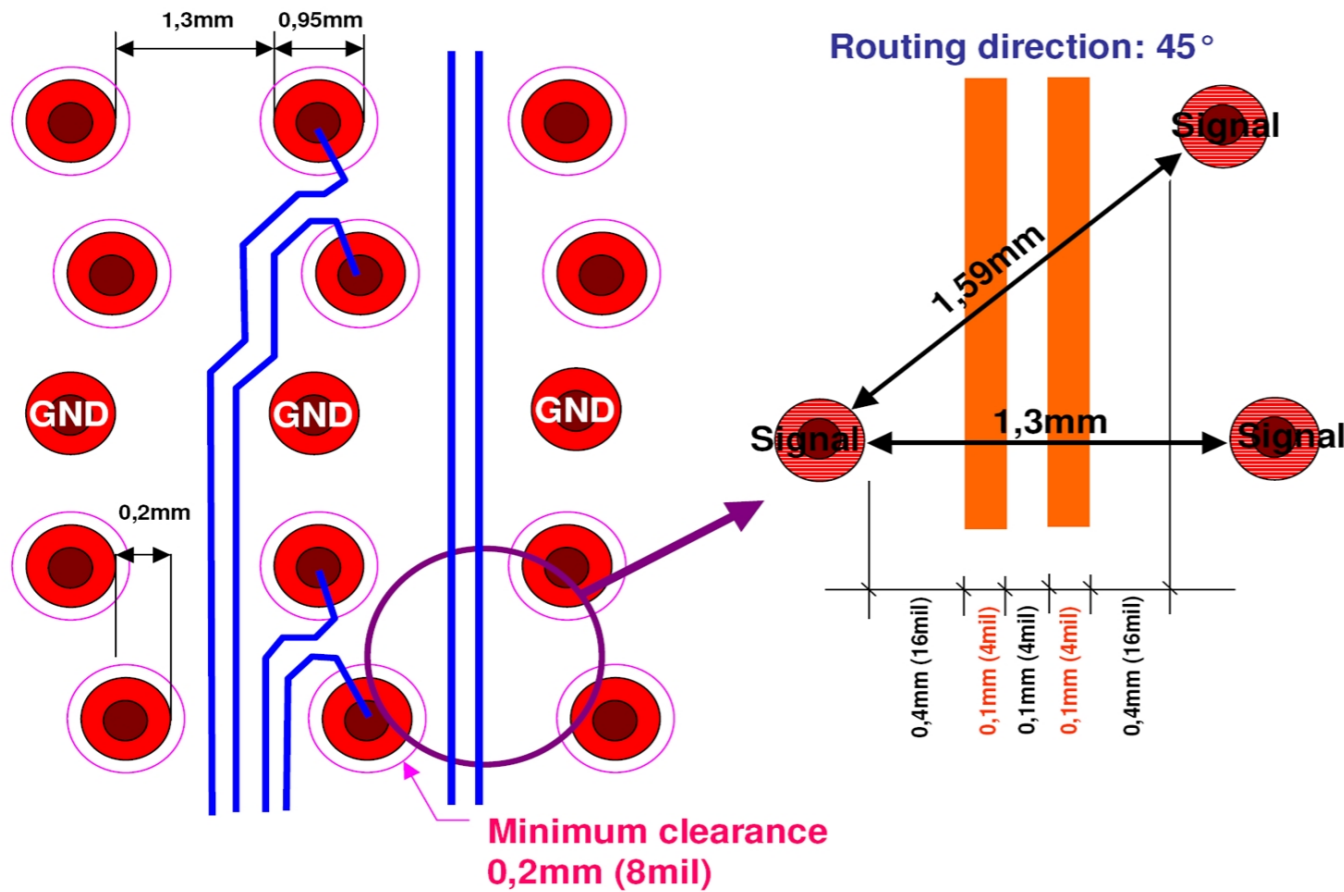 1,3mm
0,95mm
Routing direction: 45°
Signal
1,59mm
GND
GND
GND
1,3mm
Signal
Signal
0,2mm
0,4mm (16mil)
0,1mm (4mil)
0,1mm (4mil)
0,1mm (4mil)
0,4mm (16mil)
Minimum clearance
0,2mm (8mil)